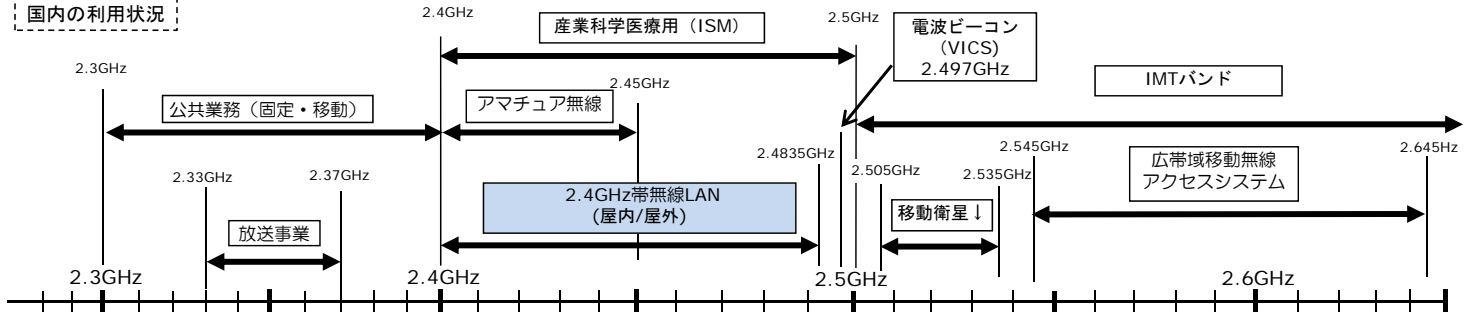 国内の利用状況
2.4GHz
産業科学医療用（ISM）
2.5GHz
電波ビーコン
（VICS)
2.497GHz
2.3GHz
2.45GHz
IMTバンド
公共業務（固定・移動）
アマチュア無線
2.4835GHz
2.545GHz
2.645Hz
2.33GHz
2.37GHz
2.505GHz
2.535GHz
広帯域移動無線
アクセスシステム
2.4GHz帯無線LAN
(屋内/屋外)
移動衛星↓
放送事業
2.3GHz
2.4GHz
2.5GHz
2.6GHz